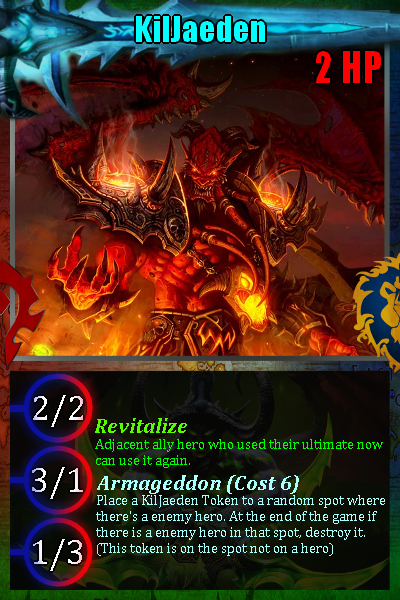 KilJaeden
2 HP
2/2
Revitalize
Adjacent ally hero who used their ultimate now
can use it again.
3/1
Armageddon (Cost 6)
Place a KilJaeden Token to a random spot where
there's a enemy hero. At the end of the game if
there is a enemy hero in that spot, destroy it.
(This token is on the spot not on a hero)
1/3